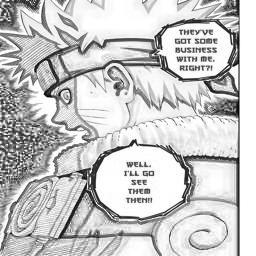 THEY'VE
GOT SOME
BUSINESS
WITH ME,
RIGHT?!
WELL,
I'LL GO
SEE
THEM
THEN!!